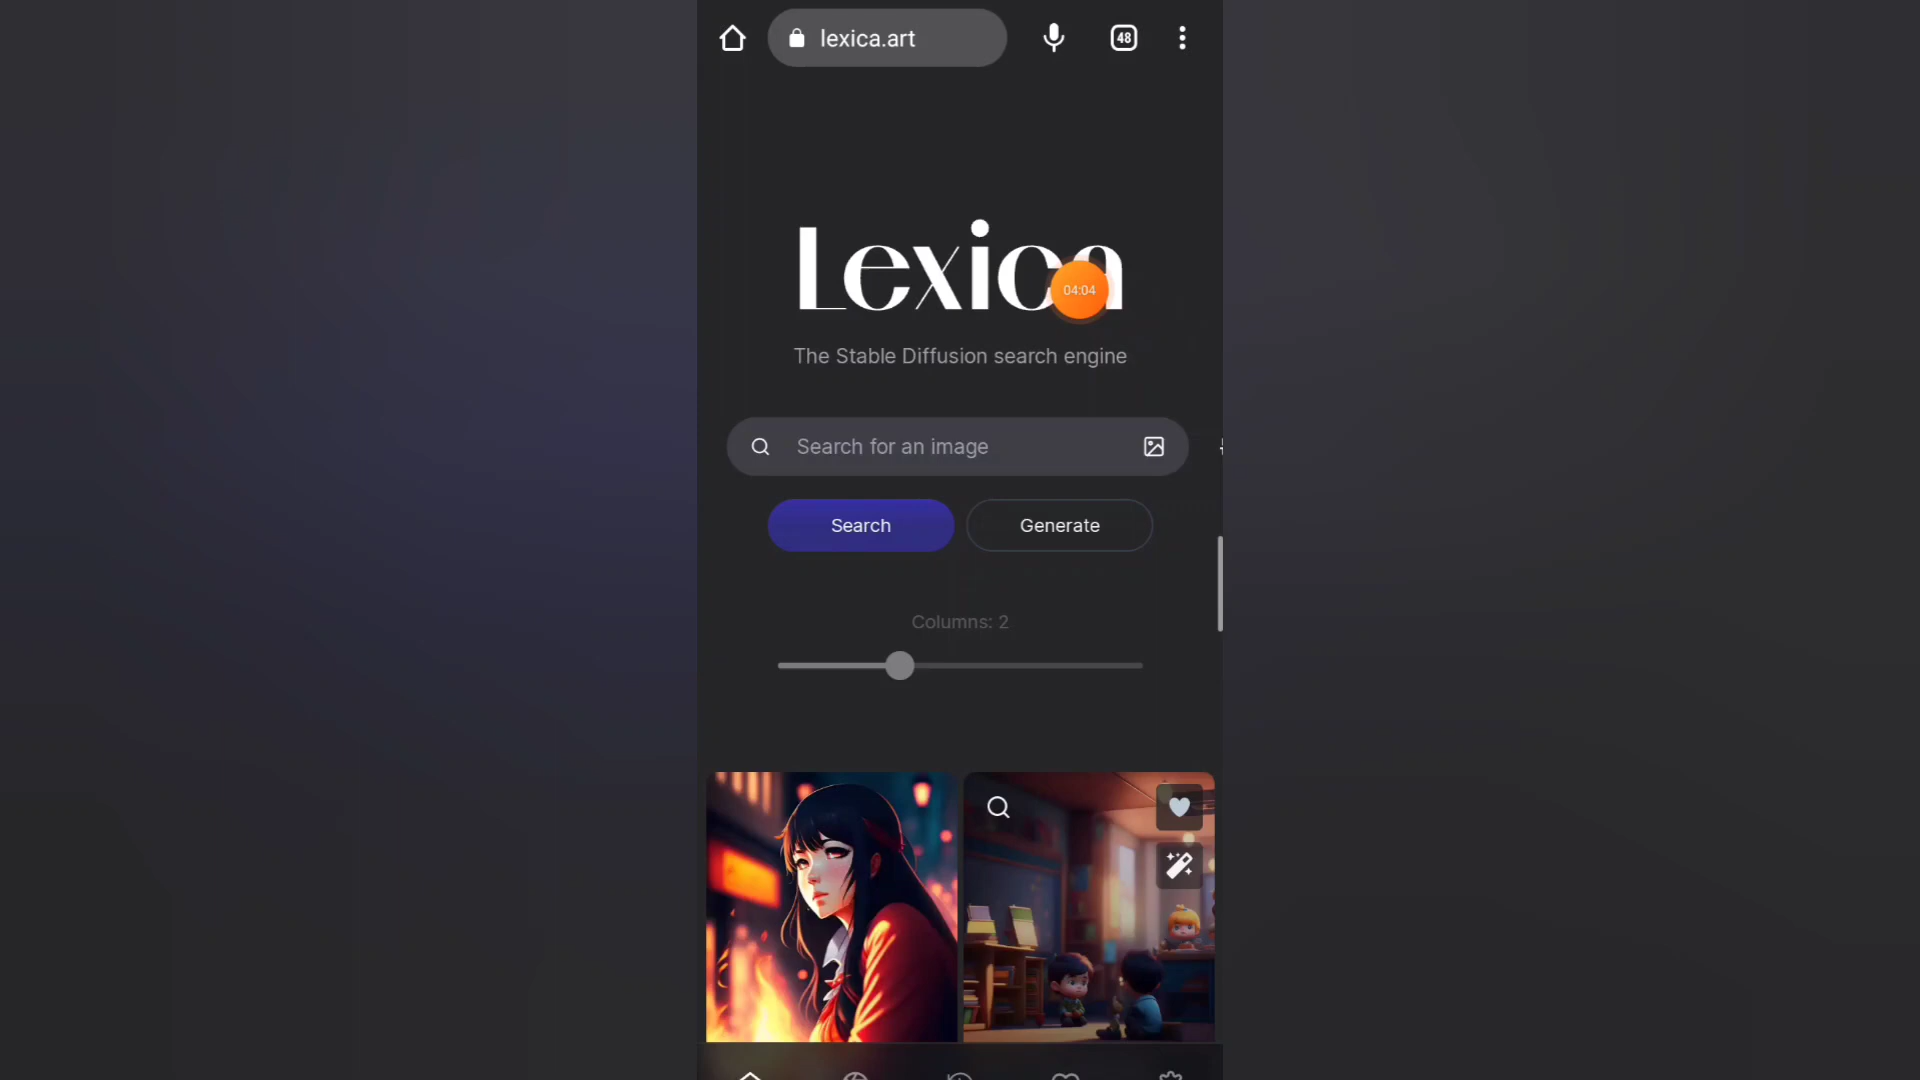 lexica.art
48
Lexica
04:04
The Stable Diffusion search engine
Search for an image
Search
Generate
Columns: 2